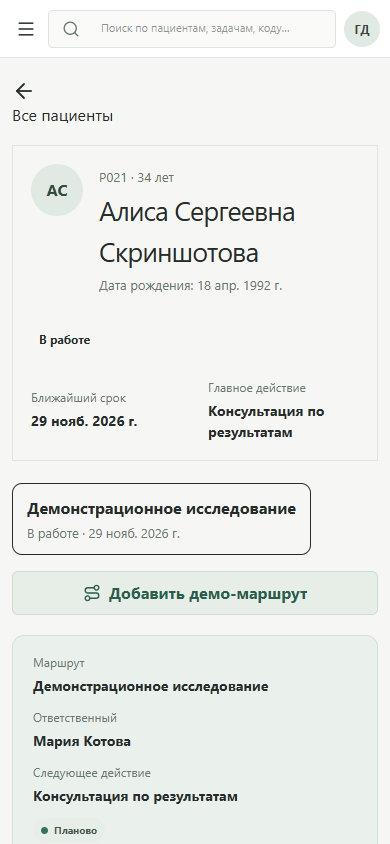 Поиск по пациентам, задачам, коду...
ГД
Все пациенты
АС
P021 · 34 лет
Алиса Сергеевна
Скриншотова
Дата рождения: 18 апр. 1992 г.
В работе
Ближайший срок
29 нояб. 2026 г.
Главное действие
Консультация по
результатам
Демонстрационное исследование
В работе · 29 нояб. 2026 г.
Добавить демо-маршрут
Маршрут
Демонстрационное исследование
Ответственный
Мария Котова
Следующее действие
Консультация по результатам
Планово